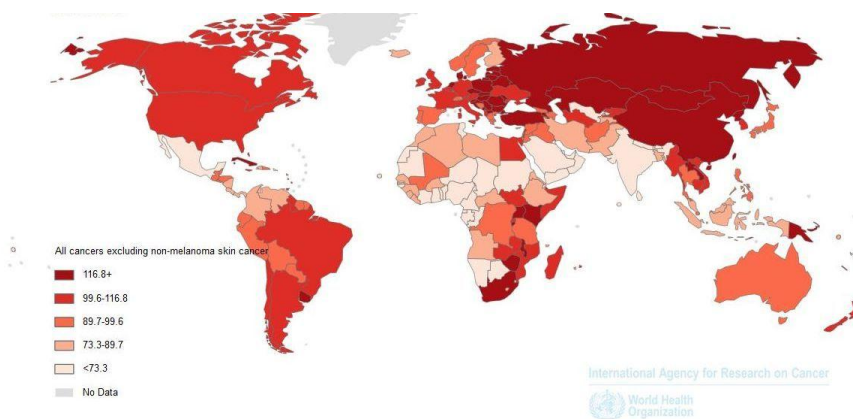 All cancers excluding non-melanoma skin cancer
116.8+
99.6-116.8
89.7-99.6
73.3-89.7
<73.3
No Data
International Agency for Research on Cancer
World Health
Organization